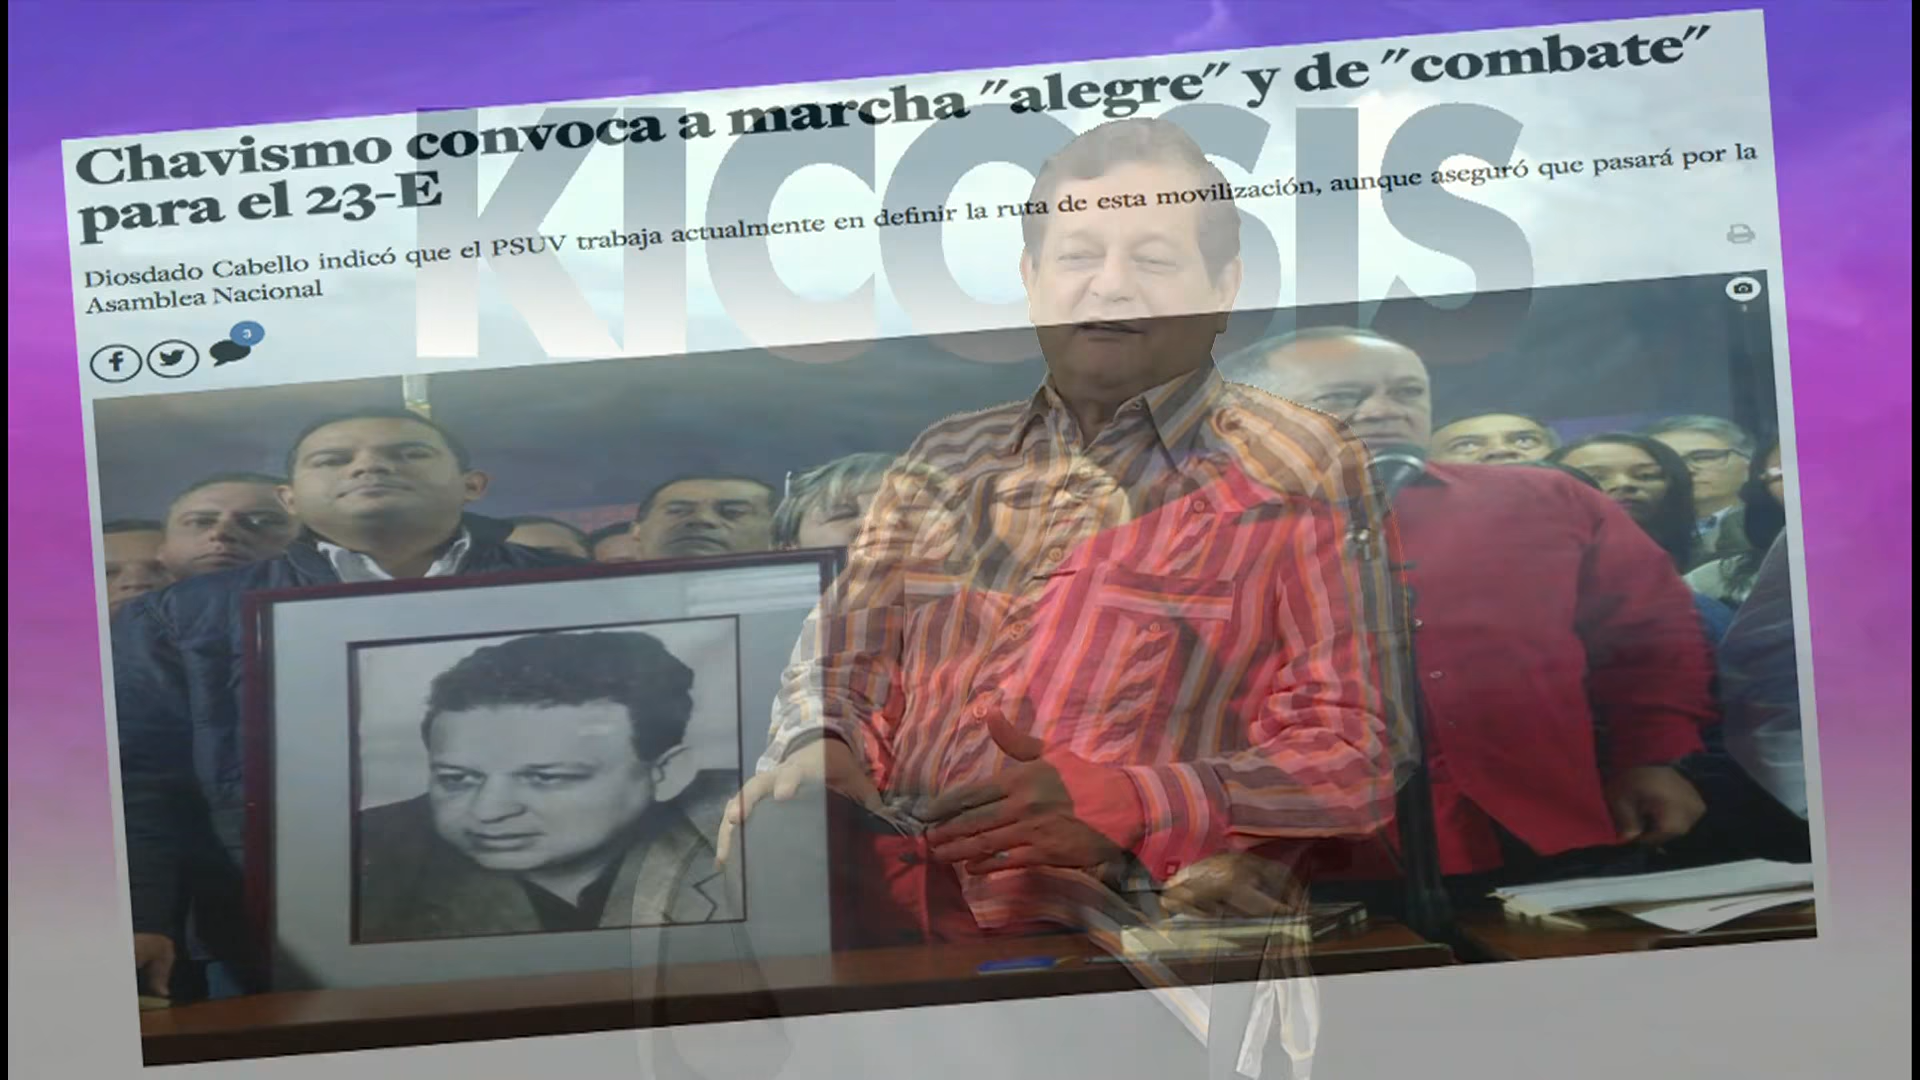 Chavismo convoca a marcha "alegre" y de "combate"
para el 23-E
KICOSIS
Diosdado Cabello indicó que el PSUV trabaja actualmente en definir la ruta de esta movilización, aunque aseguró que pasará por la
Asamblea Nacional
3